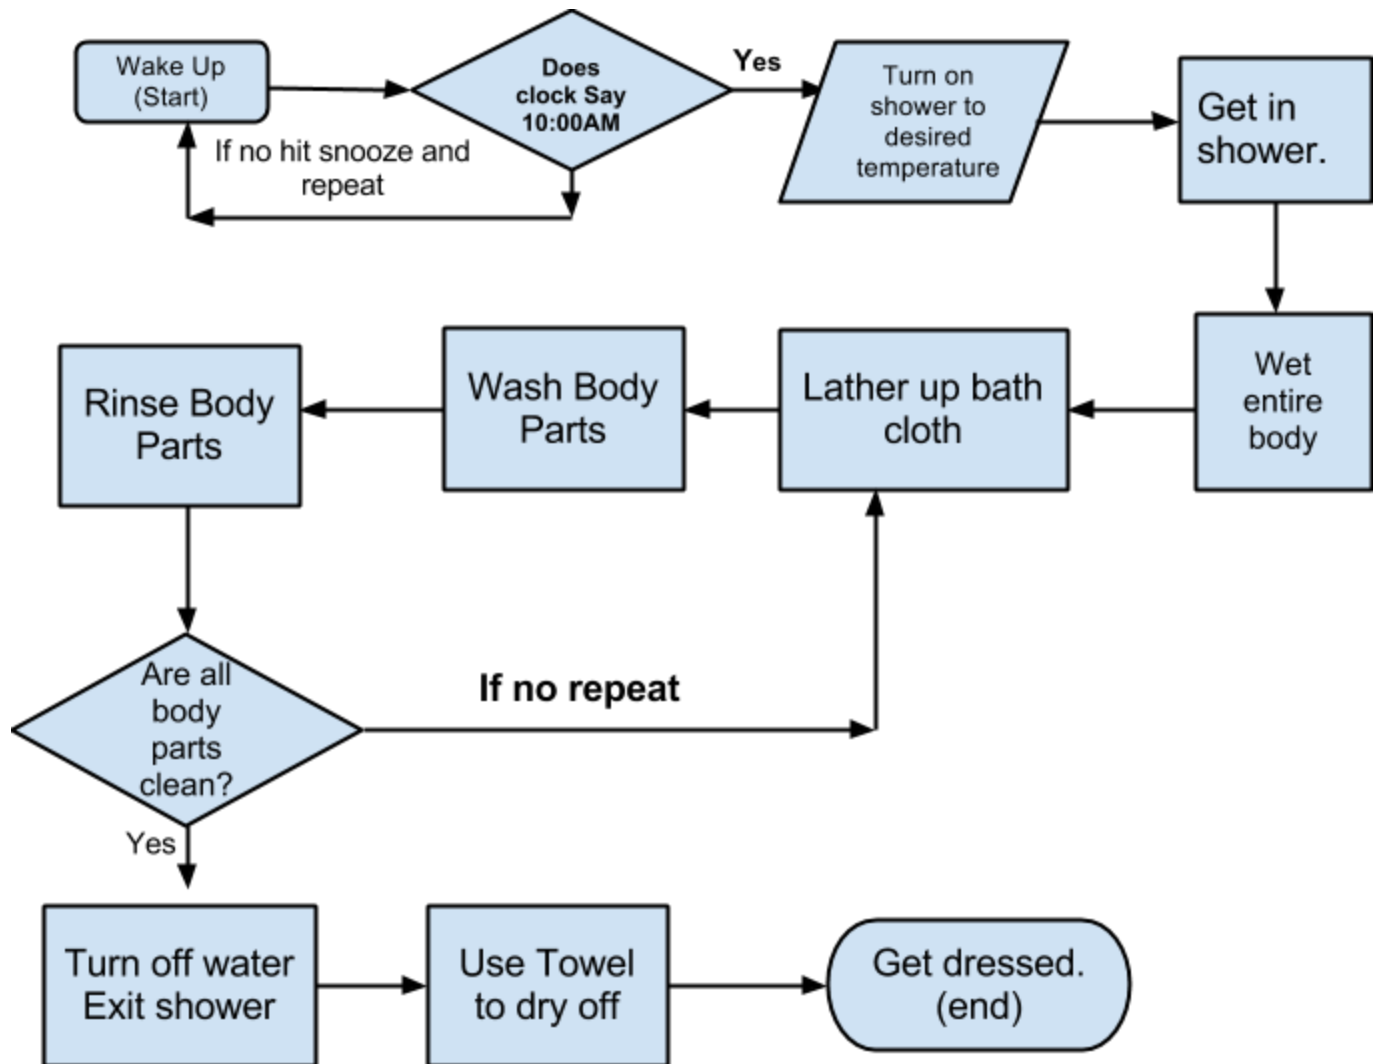 Wake Up
(Start)
Does
clock Say
10:00AM
Yes
Turn on
shower to
desired
temperature
Get in
shower.
If no hit snooze and
repeat
Wet
entire
body
Lather up bath
cloth
Wash Body
Parts
Rinse Body
Parts
Are all
body
parts
clean?
If no repeat
Yes
Turn off water
Exit shower
Use Towel
to dry off
Get dressed.
(end)